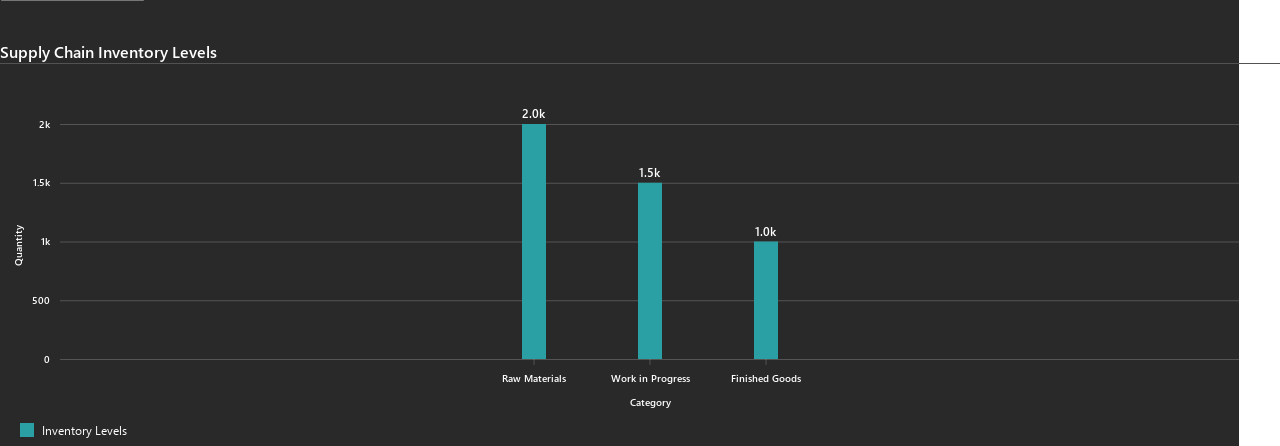 Supply Chain Inventory Levels
2.0k
2k
1.5k
1.5k
1.0k
1k
500
0
Quantity
Raw Materials Work in Progress Finished Goods
Category
Inventory Levels